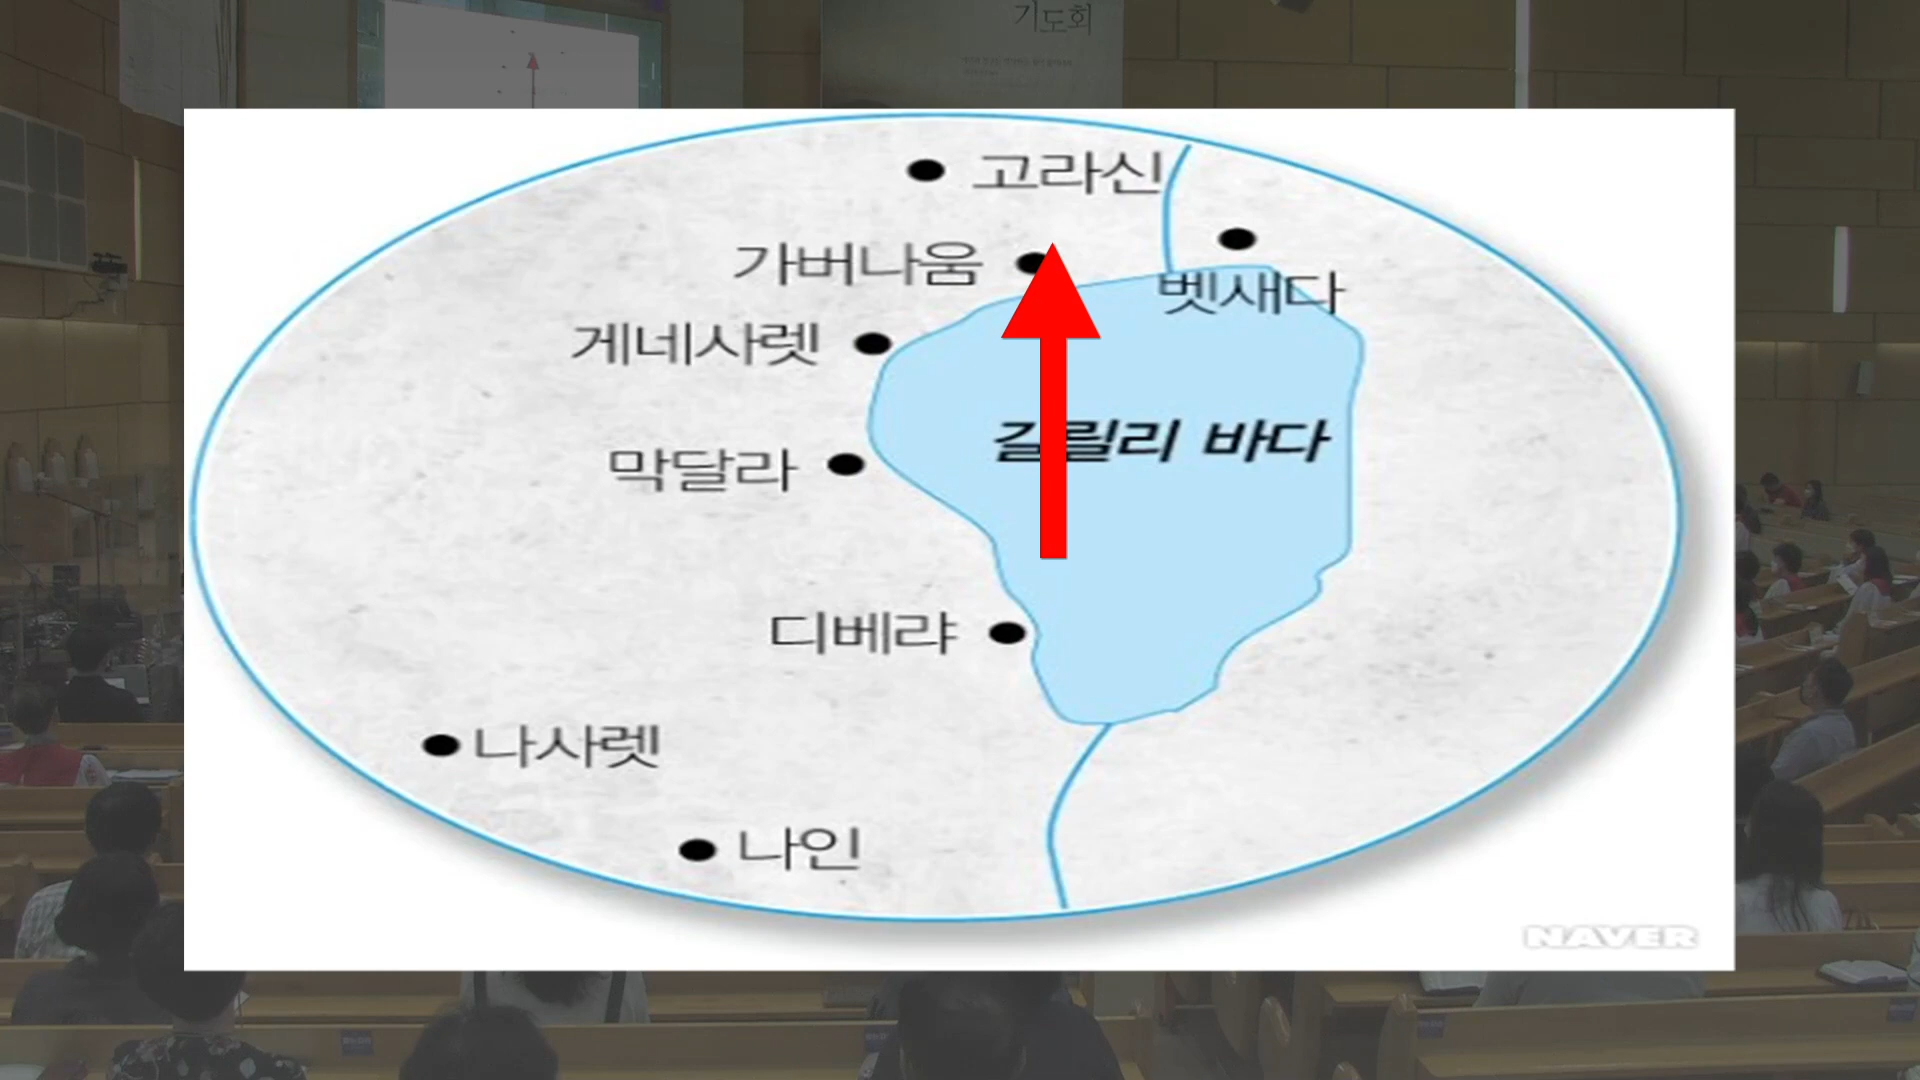 기도회
고라신
가버나움
벳새다
게네사렛
갈릴리 바다
막달라
디베랴
나사렛
나인
NAVER